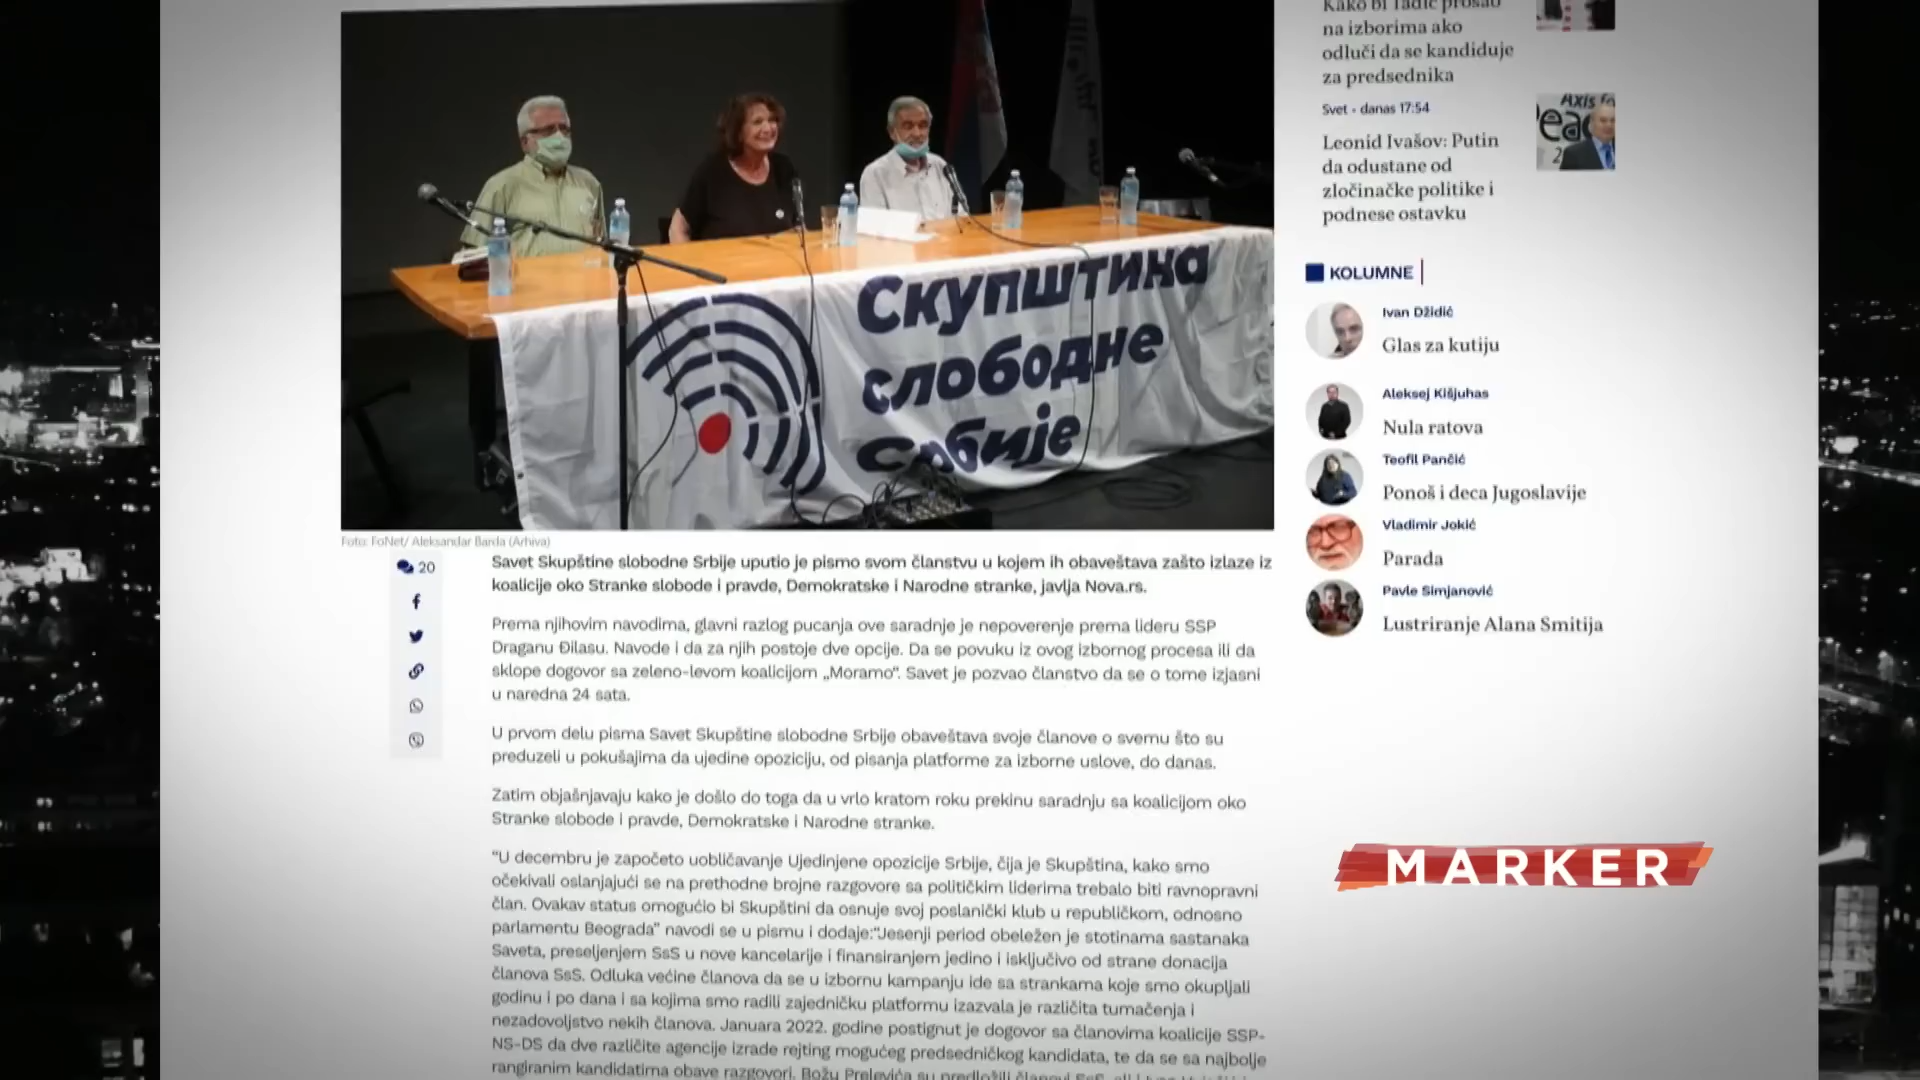 Скупштина
слободне
Србије
Foto: FoNet/ Aleksandar Barda (Arhiva)
20
Savet Skupštine slobodne Srbije uputio je pismo svom članstvu u kojem ih obaveštava zašto izlaze iz
koalicije oko Stranke slobode i pravde, Demokratske i Narodne stranke, javlja Nova.rs.
Prema njihovim navodima, glavni razlog pucanja ove saradnje je nepoverenje prema lideru SSP
Draganu Đilasu. Navode i da za njih postoje dve opcije. Da se povuku iz ovog izbornog procesa ili da
sklope dogovor sa zeleno-levom koalicijom „Moramo“. Savet je pozvao članstvo da se o tome izjasni
u naredna 24 sata.
U prvom delu pisma Savet Skupštine slobodne Srbije obaveštava svoje članove o svemu što su
preduzeli u pokušajima da ujedine opoziciju, od pisanja platforme za izborne uslove, do danas.
Zatim objašnjavaju kako je došlo do toga da u vrlo kratom roku prekinu saradnju sa koalicijom oko
Stranke slobode i pravde, Demokratske i Narodne stranke.
“U decembru je započeto uobličavanje Ujedinjene opozicije Srbije, čija je Skupština, kako smo
očekivali oslanjajući se na prethodne brojne razgovore sa političkim liderima trebalo biti ravnopravni
član. Ovakav status omogućio bi Skupštini da osnuje svoj poslanički klub u republičkom, odnosno
parlamentu Beograda” navodi se u pismu i dodaje:“Jesenji period obeležen je stotinama sastanaka
Saveta, preseljenjem SsS u nove kancelarije i finansiranjem jedino i isključivo od strane donacija
članova SsS. Odluka većine članova da se u izbornu kampanju ide sa strankama koje smo okupljali
godinu i po dana i sa kojima smo radili zajedničku platformu izazvala je različita tumačenja i
nezadovoljstvo nekih članova. Januara 2022. godine postignut je dogovor sa članovima koalicije SSP-
NS-DS da dve različite agencije izrade rejting mogućeg predsedničkog kandidata, te da se sa najbolje
rangiranim kandidatima obave razgovori. Božu Prelevića su predložili članovi SsS, ali i
Kako bi Tadić prošao
na izborima ako
odluči da se kandiduje
za predsednika
Svet - danas 17:54
Axis fo
Peac
2
Leonid Ivašov: Putin
da odustane od
zločinačke politike i
podnese ostavku
KOLUMNE
Ivan Džidić
Glas za kutiju
Aleksej Kišjuhas
Nula ratova
Teofil Pančić
Ponoš i deca Jugoslavije
Vladimir Jokić
Parada
Pavle Simjanović
Lustriranje Alana Smitija
MARKER